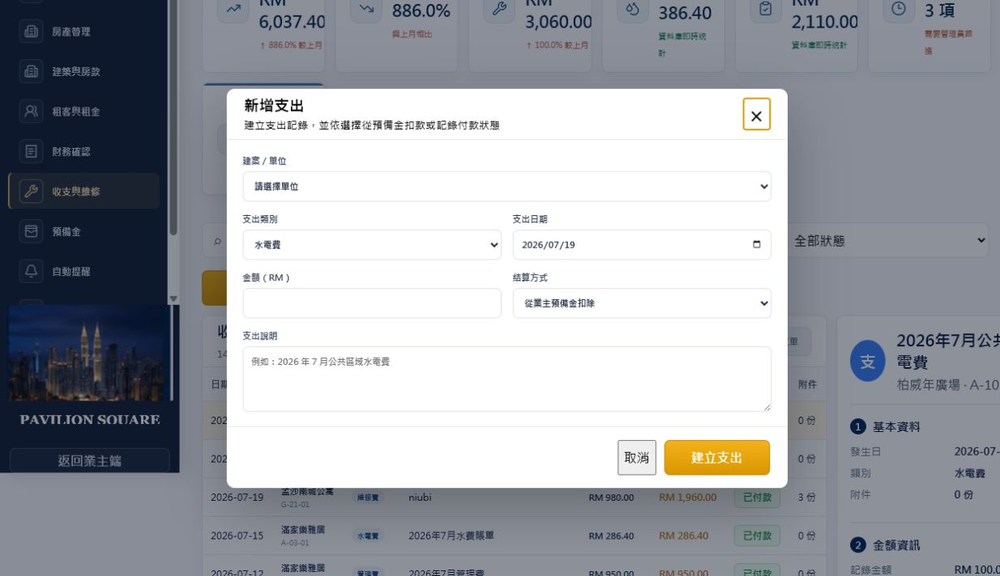 房產管理
建築與房款
租客與租金
財務確認
收支與維修
預備金
自動提醒
PAVILION SQUARE
返回業主端
RM
6,037.40
↑ 886.0% 較上月
886.0%
與上月相比
RM
3,060.00
↑ 100.0% 較上月
386.40
資料庫即時統
計
RM
2,110.00
資料庫即時統計
3 項
需要管理員跟
進
新增支出
建立支出記錄，並依選擇從預備金扣款或記錄付款狀態
建案 / 單位
請選擇單位
支出類別
支出日期
水電費
2026/07/19
金額 ( RM )
結算方式
從業主預備金扣除
支出說明
例如：2026 年 7 月公共區域水電費
取消
建立支出
全部狀態
收
單
14
日期
附件
202
0 份
202
0 份
2026-07-19
孟沙南城公寓
G-21-01
維修費
niubi
RM 980.00
RM 1,960.00
已付款
3 份
2026-07-15
滿家樂雅居
A-03-01
水電費
2026年7月水費賬單
RM 286.40
RM 286.40
已付款
0 份
2026-07-12
滿家樂雅居
管理費
2026年7月管理費
RM 950.00
RM 950.00
已付款
0 份
支
2026年7月公共
電費
柏威年廣場 · A-10
1 基本資料
發生日
2026-07-
類別
水電費
附件
0 份
2 金額資訊
記錄金額
RM 100.0